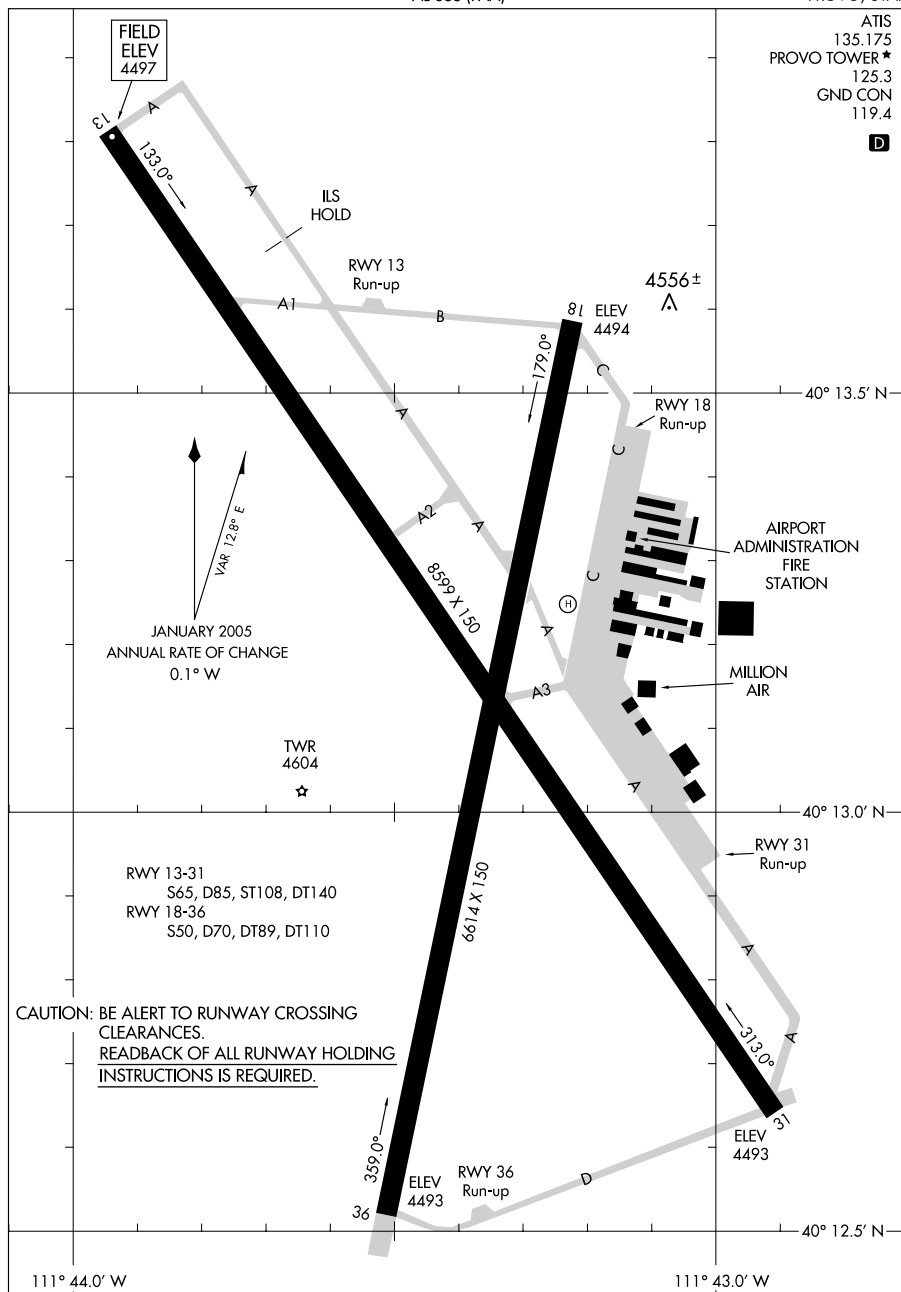 ATIS
135.175
PROVO TOWER ★
125.3
GND CON
119.4
D
FIELD
ELEV
4497
A
13
133.0°
A
ILS
HOLD
RWY 13
Run-up
A1
B
18
ELEV
4494
4556 ±
179.0°
C
40° 13.5' N
A
RWY 18
Run-up
C
A2
A
VAR 12.8° E
AIRPORT
ADMINISTRATION
FIRE
STATION
8599 X 150
C
H
A
JANUARY 2005
ANNUAL RATE OF CHANGE
0.1° W
A3
MILLION
AIR
TWR
4604
A
40° 13.0' N
RWY 31
Run-up
RWY 13-31
S65, D85, ST108, DT140
RWY 18-36
S50, D70, DT89, DT110
6614 X 150
A
CAUTION: BE ALERT TO RUNWAY CROSSING
CLEARANCES.
READBACK OF ALL RUNWAY HOLDING
INSTRUCTIONS IS REQUIRED.
313.0°
A
31
ELEV
4493
359.0°
ELEV
4493
RWY 36
Run-up
D
36
40° 12.5' N
111° 44.0' W
111° 43.0' W